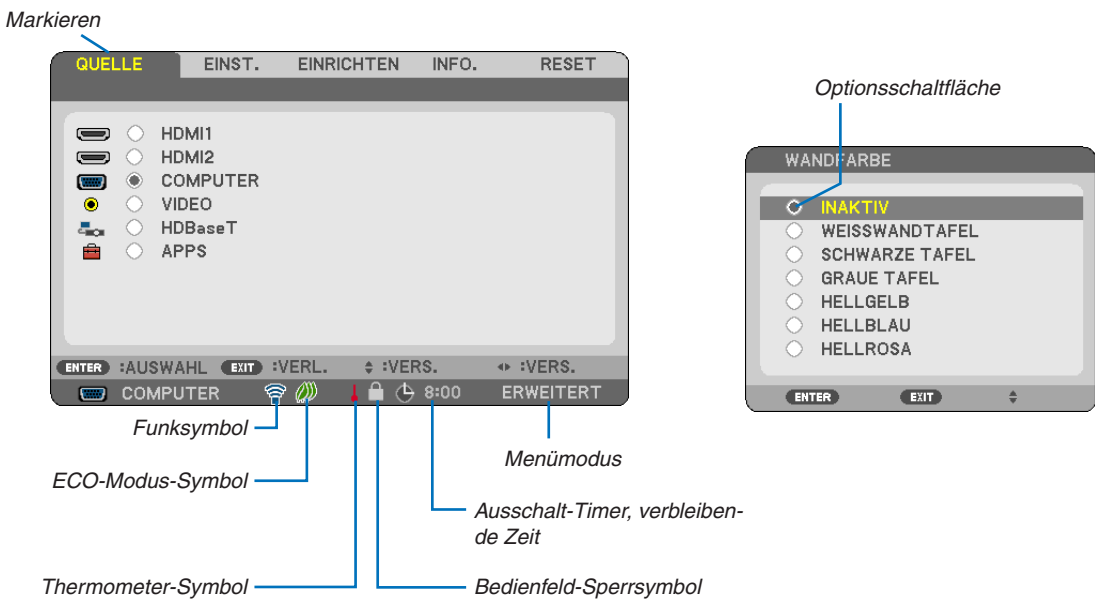 Markieren
QUELLE EINST. EINRICHTEN INFO. RESET
HDMI1
HDMI2
COMPUTER
VIDEO
HDBaseT
APPS
ENTER :AUSWAHL EXIT :VERL. :VERS. :VERS.
COMPUTER 8:00 ERWEITERT
Funksymbol
ECO-Modus-Symbol
Thermometer-Symbol
Menümodus
Ausschalt-Timer, verbleiben-
de Zeit
Bedienfeld-Sperrsymbol
Optionsschaltfläche
WANDFARBE
INAKTIV
WEISSWANDTAFEL
SCHWARZE TAFEL
GRAUE TAFEL
HELLGELB
HELLBLAU
HELLROSA
ENTER EXIT